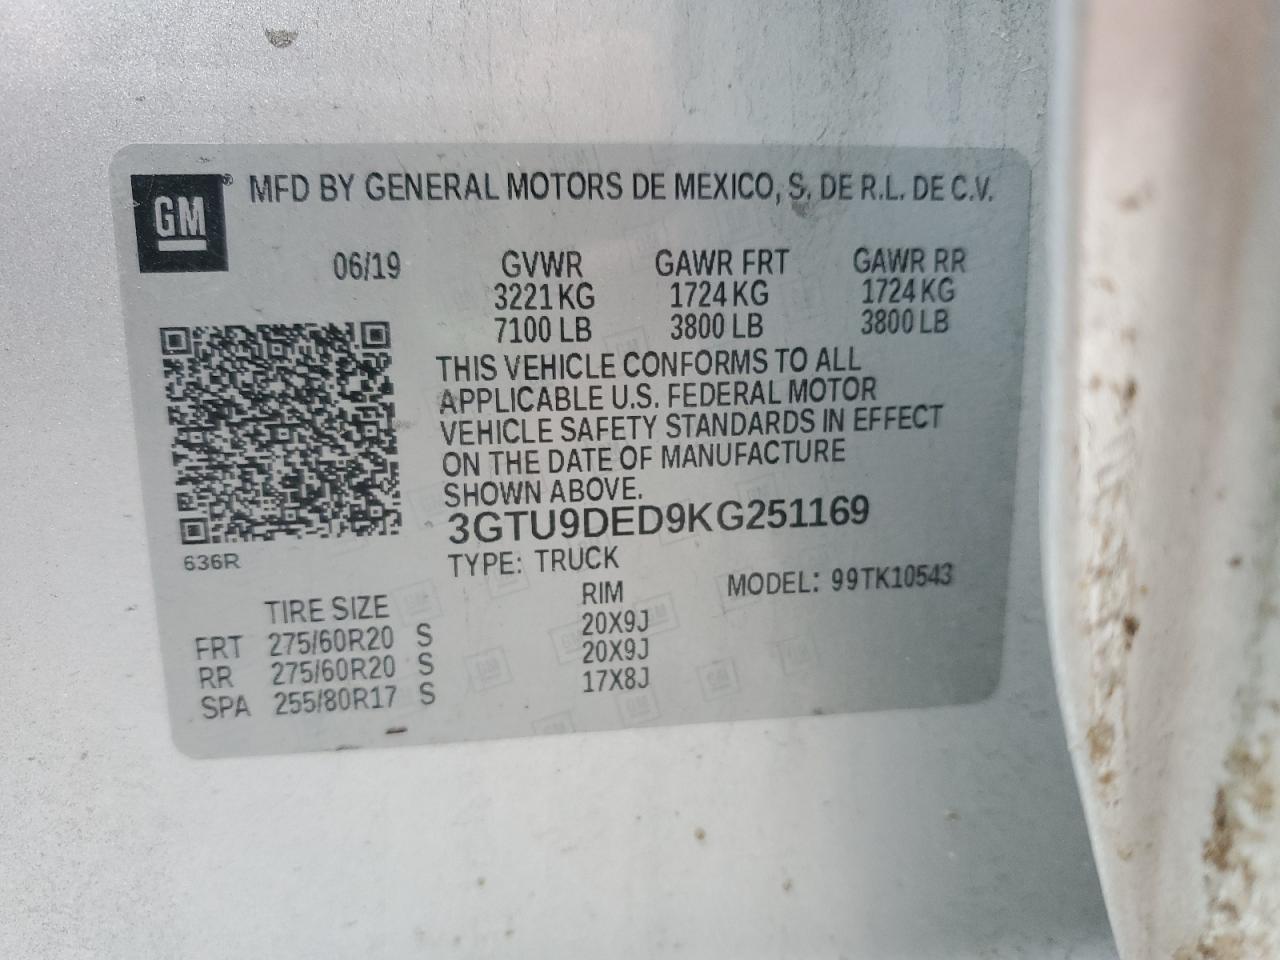 GM
MFD BY GENERAL MOTORS DE MEXICO, S. DE R.L. DE C.V.
06/19 GVWR GAWR FRT GAWR RR
3221 KG 1724 KG 1724 KG
7100 LB 3800 LB 3800 LB
THIS VEHICLE CONFORMS TO ALL
APPLICABLE U.S. FEDERAL MOTOR
VEHICLE SAFETY STANDARDS IN EFFECT
ON THE DATE OF MANUFACTURE
SHOWN ABOVE.
3GTU9DED9KG251169
636R
TYPE: TRUCK
MODEL: 99TK10543
TIRE SIZE RIM
FRT 275/60R20 S 20X9J
RR 275/60R20 S 20X9J
SPA 255/80R17 S 17X8J